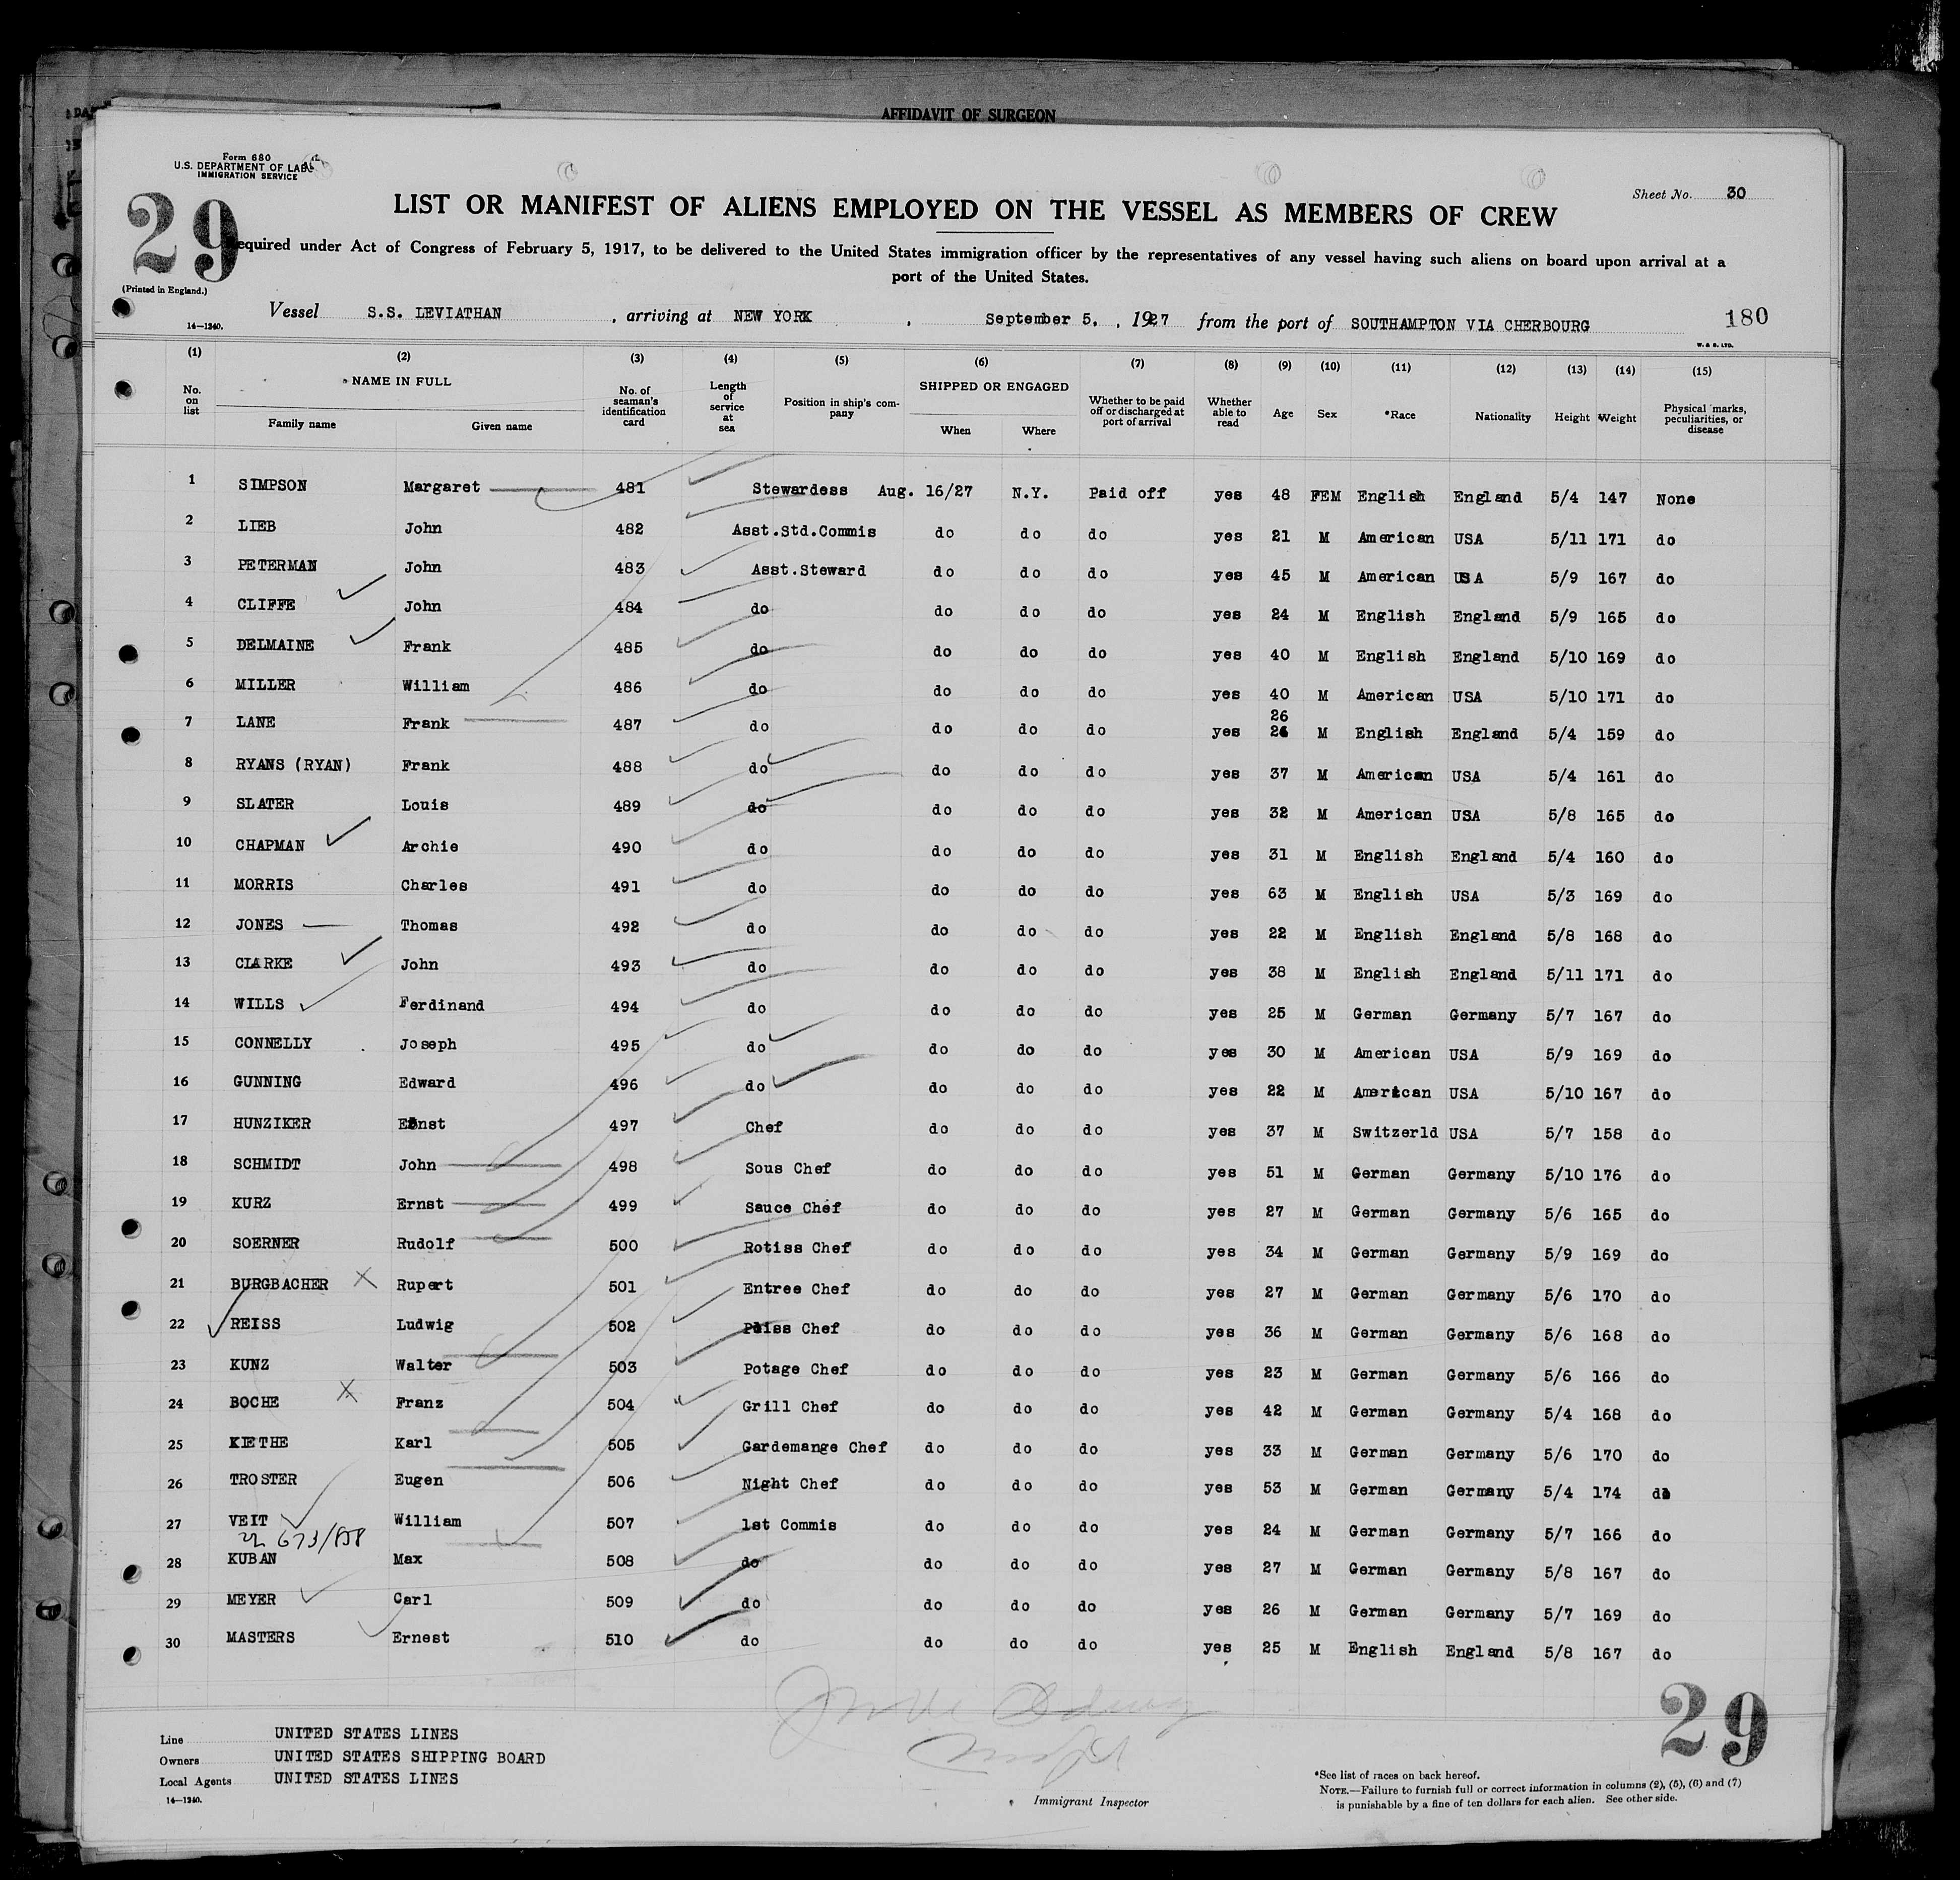 AFFIDAVIT OF SURGEON
Form 680
U.S. DEPARTMENT OF LABOR
IMMIGRATION SERVICE
29
Sheet No. 30
LIST OR MANIFEST OF ALIENS EMPLOYED ON THE VESSEL AS MEMBERS OF CREW
Required under Act of Congress of February 5, 1917, to be delivered to the United States immigration officer by the representatives of any vessel having such aliens on board upon arrival at a
port of the United States.
(Printed in England.)
14—1240.
Vessel S.S. LEVIATHAN, arriving at NEW YORK, September 5, 1927 from the port of SOUTHAMPTON VIA CHERBOURG 180
W. & S. LTD.
(1) (2) (3) (4) (5) (6) (7) (8) (9) (10) (11) (12) (13) (14) (15)
No. on list NAME IN FULL Family name Given name No. of seaman's identification card Length of service at sea Position in ship's company SHIPPED OR ENGAGED When Where Whether to be paid off or discharged at port of arrival Whether able to read Age Sex *Race Nationality Height Weight Physical marks, peculiarities, or disease
1 SIMPSON Margaret 481 Stewardess Aug. 16/27 N.Y. Paid off yes 48 FEM English England 5/4 147 None
2 LIEB John 482 Asst.Std.Commis do do do yes 21 M American USA 5/11 171 do
3 PETERMAN John 483 Asst.Steward do do do yes 45 M American USA 5/9 167 do
4 CLIFFE John 484 do do do do yes 24 M English England 5/9 165 do
5 DELMAINE Frank 485 do do do do yes 40 M English England 5/10 169 do
6 MILLER William 486 do do do do yes 40 M American USA 5/10 171 do
26
7 LANE Frank 487 do do do do yes 26 M English England 5/4 159 do
8 RYANS (RYAN) Frank 488 do do do do yes 37 M American USA 5/4 161 do
9 SLATER Louis 489 do do do do yes 32 M American USA 5/8 165 do
10 CHAPMAN Archie 490 do do do do yes 31 M English England 5/4 160 do
11 MORRIS Charles 491 do do do do yes 63 M English USA 5/3 169 do
12 JONES Thomas 492 do do do do yes 22 M English England 5/8 168 do
13 CLARKE John 493 do do do do yes 38 M English England 5/11 171 do
14 WILLS Ferdinand 494 do do do do yes 25 M German Germany 5/7 167 do
15 CONNELLY Joseph 495 do do do do yes 30 M American USA 5/9 169 do
16 GUNNING Edward 496 do do do do yes 22 M American USA 5/10 167 do
17 HUNZIKER Ernst 497 Chef do do do yes 37 M Switzerld USA 5/7 158 do
18 SCHMIDT John 498 Sous Chef do do do yes 51 M German Germany 5/10 176 do
19 KURZ Ernst 499 Sauce Chef do do do yes 27 M German Germany 5/6 165 do
20 SOERNER Rudolf 500 Rotiss Chef do do do yes 34 M German Germany 5/9 169 do
21 BURGBACHER X Rupert 501 Entree Chef do do do yes 27 M German Germany 5/6 170 do
22 REISS Ludwig 502 Chef do do do yes 36 M German Germany 5/6 168 do
23 KUNZ Walter 503 Potage Chef do do do yes 23 M German Germany 5/6 166 do
24 BOCHE X Franz 504 Grill Chef do do do yes 42 M German Germany 5/4 168 do
25 KIETHE Karl 505 Gardemange Chef do do do yes 33 M German Germany 5/6 170 do
26 TROSTER Eugen 506 Night Chef do do do yes 53 M German Germany 5/4 174 do
27 VEIT William 507 1st Commis do do do yes 24 M German Germany 5/7 166 do
673/858
28 KUBAN Max 508 do do do do yes 27 M German Germany 5/8 167 do
29 MEYER Carl 509 do do do do yes 26 M German Germany 5/7 169 do
30 MASTERS Ernest 510 do do do do yes 25 M English England 5/8 167 do
29
Line UNITED STATES LINES
Owners UNITED STATES SHIPPING BOARD
Local Agents UNITED STATES LINES
14—1240.
Immigrant Inspector
*See list of races on back hereof.
NOTE.—Failure to furnish full or correct information in columns (2), (5), (6) and (7)
is punishable by a fine of ten dollars for each alien. See other side.